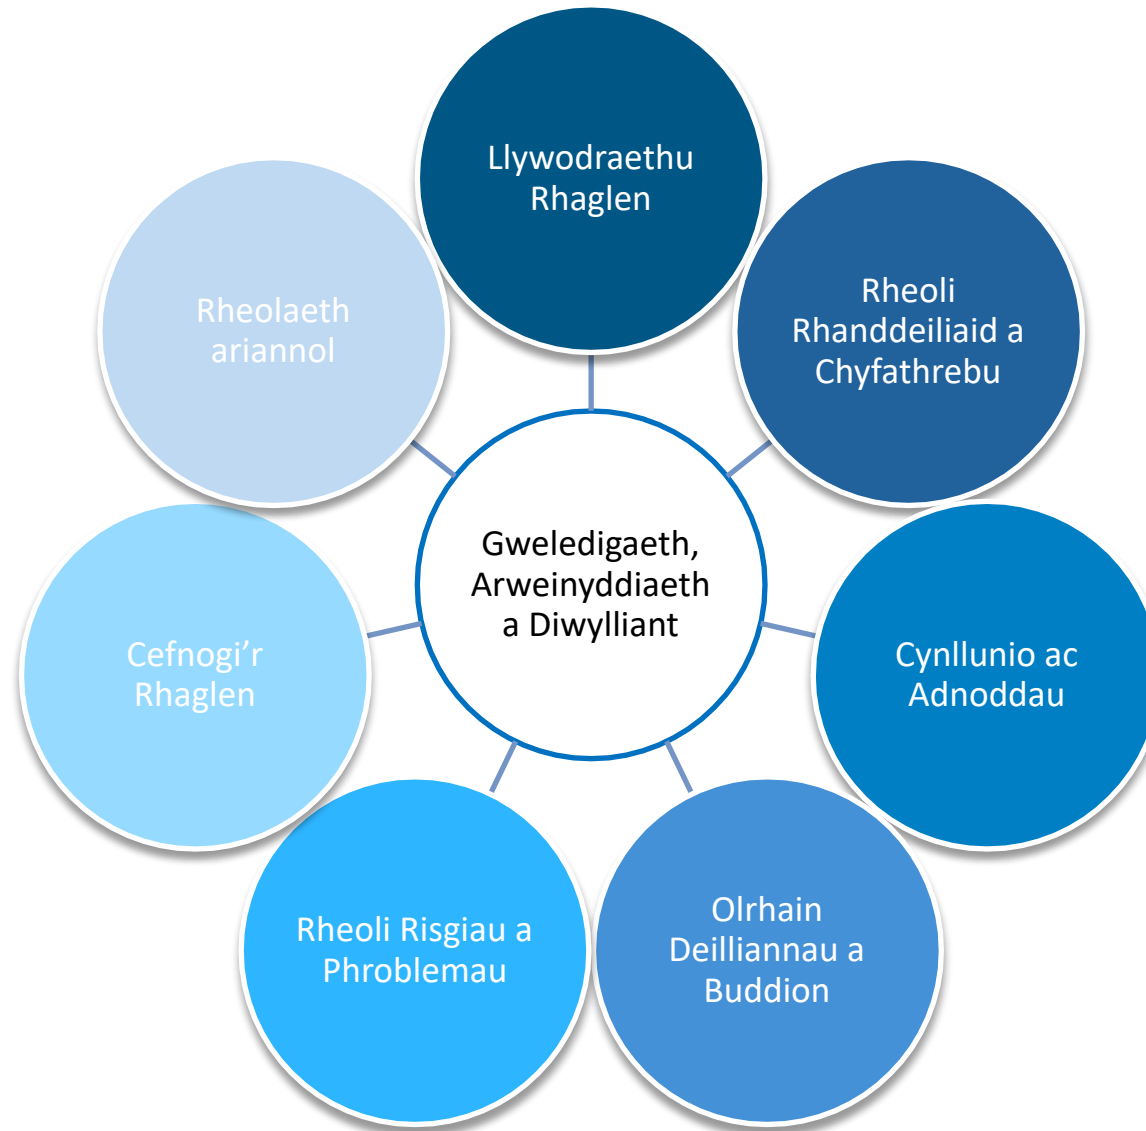 Llywodraethu
Rhaglen
Rheoli
Rhanddeiliaid a
Chyfathrebu
Cynllunio ac
Adnoddau
Olrhain
Deilliannau a
Buddion
Rheoli Risgiau a
Phroblemau
Cefnogi’r
Rhaglen
Rheolaeth
ariannol
Gweledigaeth,
Arweinyddiaeth
a Diwylliant